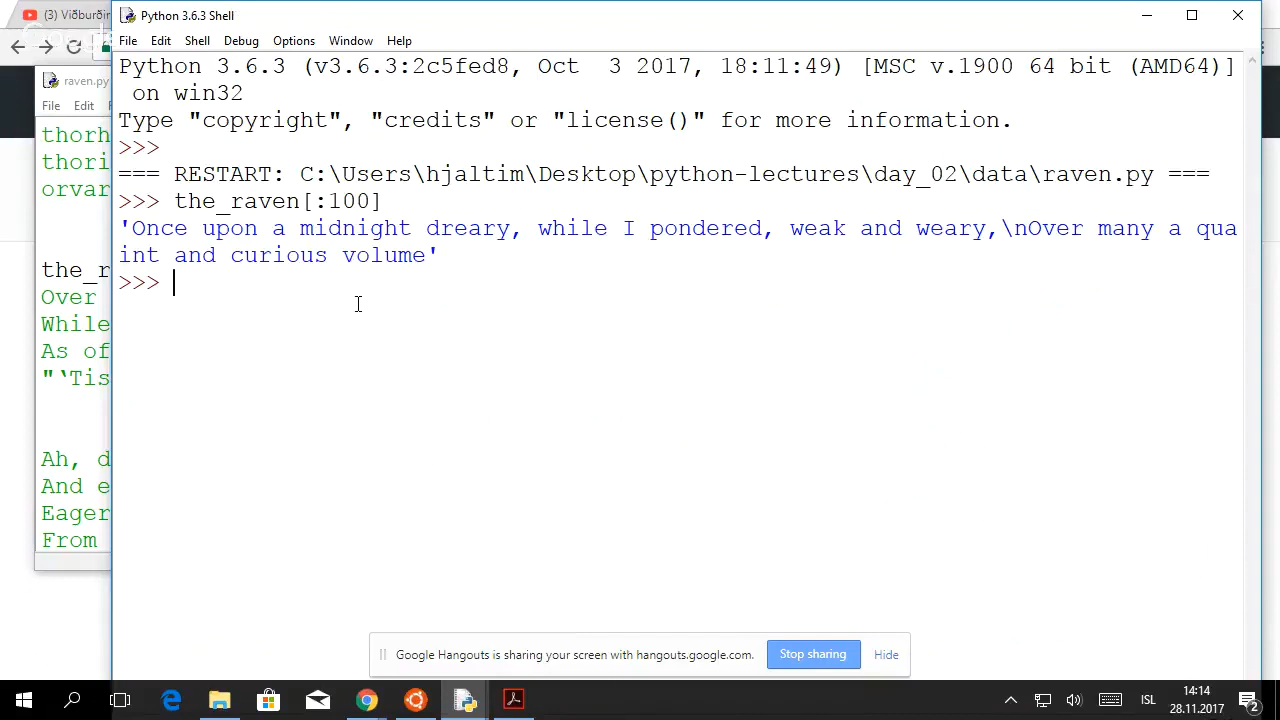 (3) Viðburðir
Python 3.6.3 Shell
File Edit Shell Debug Options Window Help
raven.py
File Edit
thorh
thori
orvar
the_r
Over
While
As of
"‘Tis
Ah, d
And e
Eager
From
Python 3.6.3 (v3.6.3:2c5fed8, Oct  3 2017, 18:11:49) [MSC v.1900 64 bit (AMD64)]
on win32
Type "copyright", "credits" or "license()" for more information.
>>>
=== RESTART: C:\Users\hjaltim\Desktop\python-lectures\day_02\data\raven.py ===
>>> the_raven[:100]
'Once upon a midnight dreary, while I pondered, weak and weary,\nOver many a qua
int and curious volume'
>>>
Google Hangouts is sharing your screen with hangouts.google.com. Stop sharing Hide
ISL
14:14
28.11.2017
2